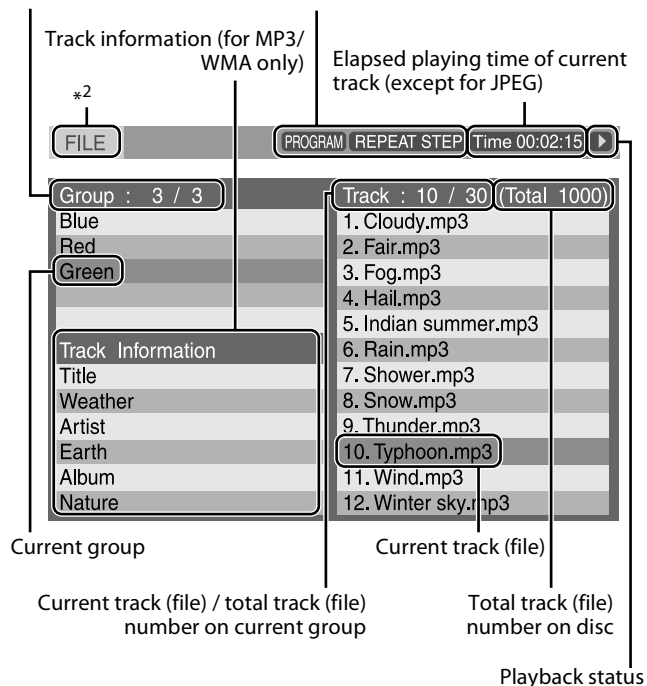 Track information (for MP3/
WMA only)
Elapsed playing time of current
track (except for JPEG)
*2
FILE
PROGRAM REPEAT STEP Time 00:02:15
Group : 3 / 3
Track : 10 / 30 (Total 1000)
Blue
Red
Green
Track Information
Title
Weather
Artist
Earth
Album
Nature
1. Cloudy.mp3
2. Fair.mp3
3. Fog.mp3
4. Hail.mp3
5. Indian summer.mp3
6. Rain.mp3
7. Shower.mp3
8. Snow.mp3
9. Thunder.mp3
10. Typhoon.mp3
11. Wind.mp3
12. Winter sky.mp3
Current group
Current track (file)
Current track (file) / total track (file)
number on current group
Total track (file)
number on disc
Playback status